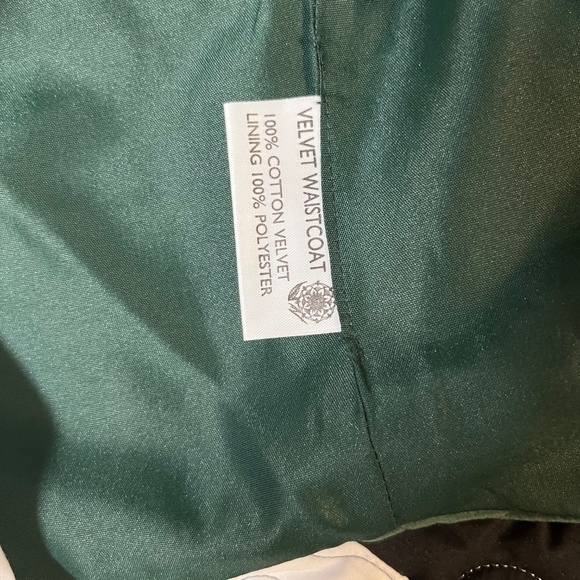 VELVET WAISTCOAT
100% COTTON VELVET
LINING 100% POLYESTER